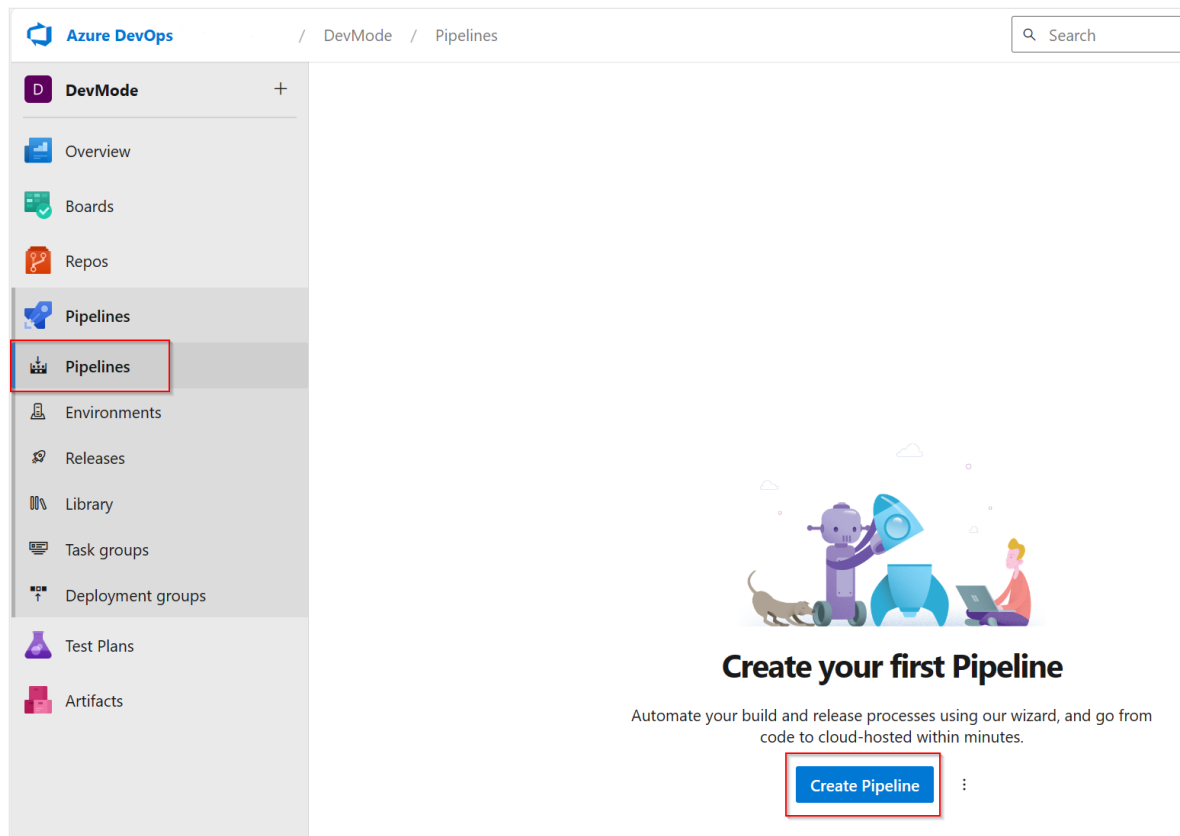 Azure DevOps / DevMode / Pipelines
Search
D DevMode +
Overview
Boards
Repos
Pipelines
Pipelines
Environments
Releases
Library
Task groups
Deployment groups
Test Plans
Artifacts
Create your first Pipeline
Automate your build and release processes using our wizard, and go from
code to cloud-hosted within minutes.
Create Pipeline